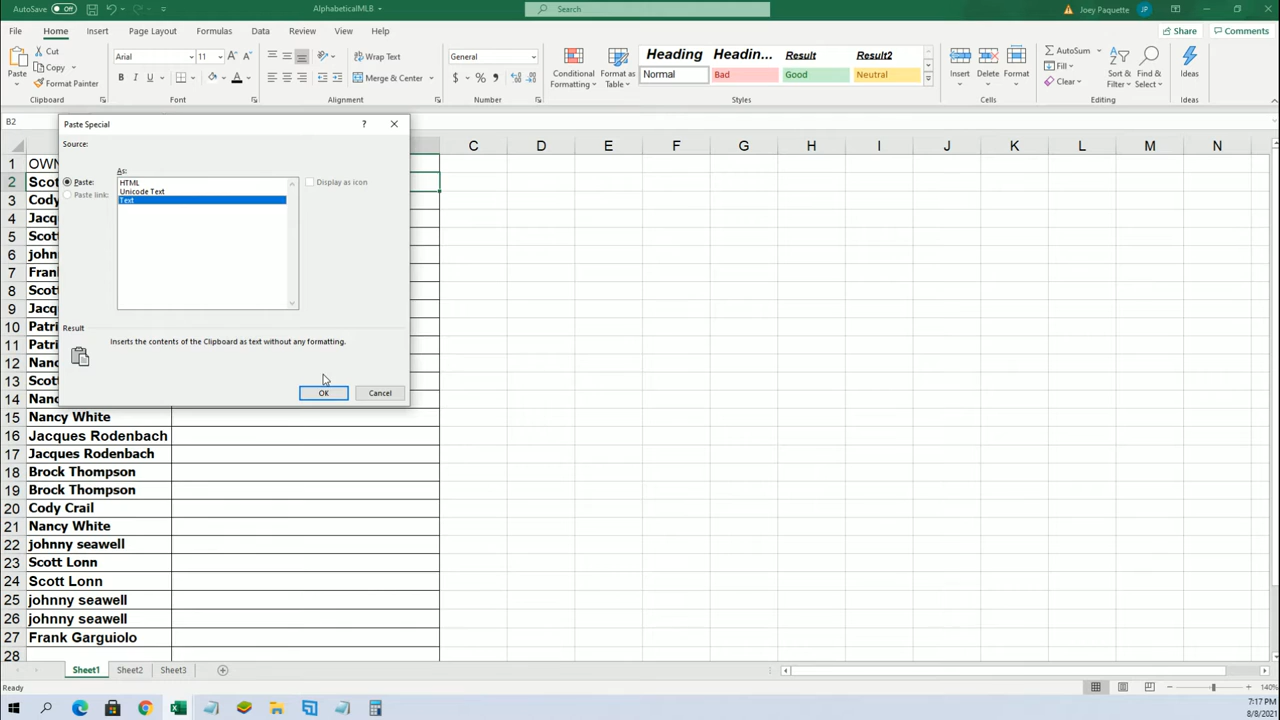 AutoSave Off AlphabeticalMLB Search Joey Paquette JP
File Home Insert Page Layout Formulas Data Review View Help Share Comments
Paste Cut Copy Format Painter Clipboard
Arial 11 A A B I U A Font
Wrap Text Merge & Center Alignment
General $ % Number
Conditional Formatting Format as Table
Heading Headin... Result Result2
Normal Bad Good Neutral
Styles
Insert Delete Format Cells
AutoSum Fill Clear Sort & Filter Find & Select Editing
Ideas Ideas
B2
Paste Special ? ×
Source:
As:
Paste: HTML Display as icon
Paste link: Unicode Text
Text
Result
Inserts the contents of the Clipboard as text without any formatting.
OK Cancel
C D E F G H I J K L M N
1 OWN
2 Scot
3 Cody
4 Jacq
5 Scot
6 john
7 Fran
8 Scot
9 Jacq
10 Patri
11 Patri
12 Nanc
13 Scot
14 Nanc
15 Nancy White
16 Jacques Rodenbach
17 Jacques Rodenbach
18 Brock Thompson
19 Brock Thompson
20 Cody Crail
21 Nancy White
22 johnny seawell
23 Scott Lonn
24 Scott Lonn
25 johnny seawell
26 johnny seawell
27 Frank Garguiolo
28
Sheet1 Sheet2 Sheet3
Ready 140%
7:17 PM
8/8/2021